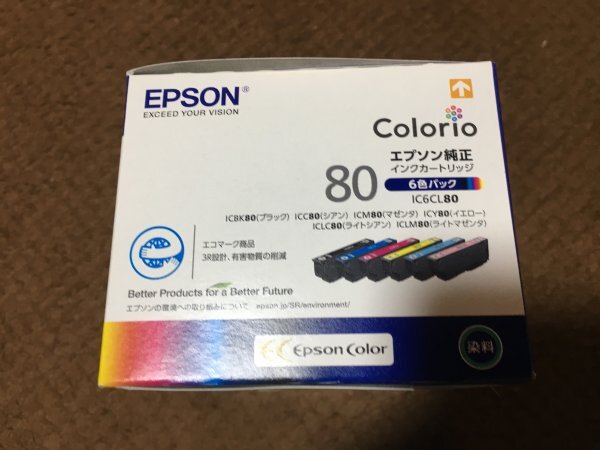 EPSON®
EXCEED YOUR VISION
Colorio
エプソン純正
インクカートリッジ
80
6色パック
IC6CL80
ICBK80(ブラック) ICC80(シアン) ICM80(マゼンタ) ICY80(イエロー)
ICLC80(ライトシアン) ICLM80(ライトマゼンタ)
エコマーク商品
3R設計、有害物質の削減
Better Products for a Better Future
エプソンの環境への取り組みについて epson.jp/SR/environment/
Epson Color
染料